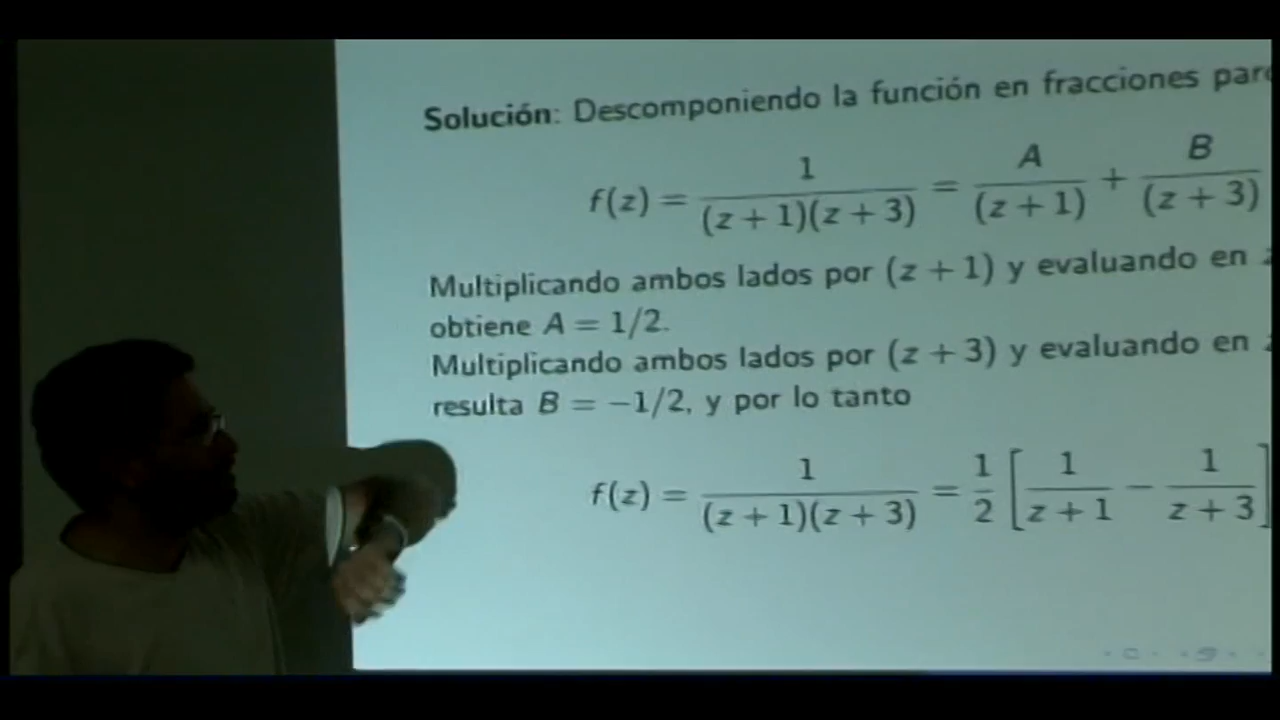 Solución: Descomponiendo la función en fracciones
f(z) = 1/((z + 1)(z + 3)) = A/(z + 1) + B/(z + 3)
Multiplicando ambos lados por (z + 1) y evaluando en
obtiene A = 1/2.
Multiplicando ambos lados por (z + 3) y evaluando en
resulta B = −1/2, y por lo tanto
f(z) = 1/((z + 1)(z + 3)) = 1/2 [1/(z + 1) − 1/(z + 3)]